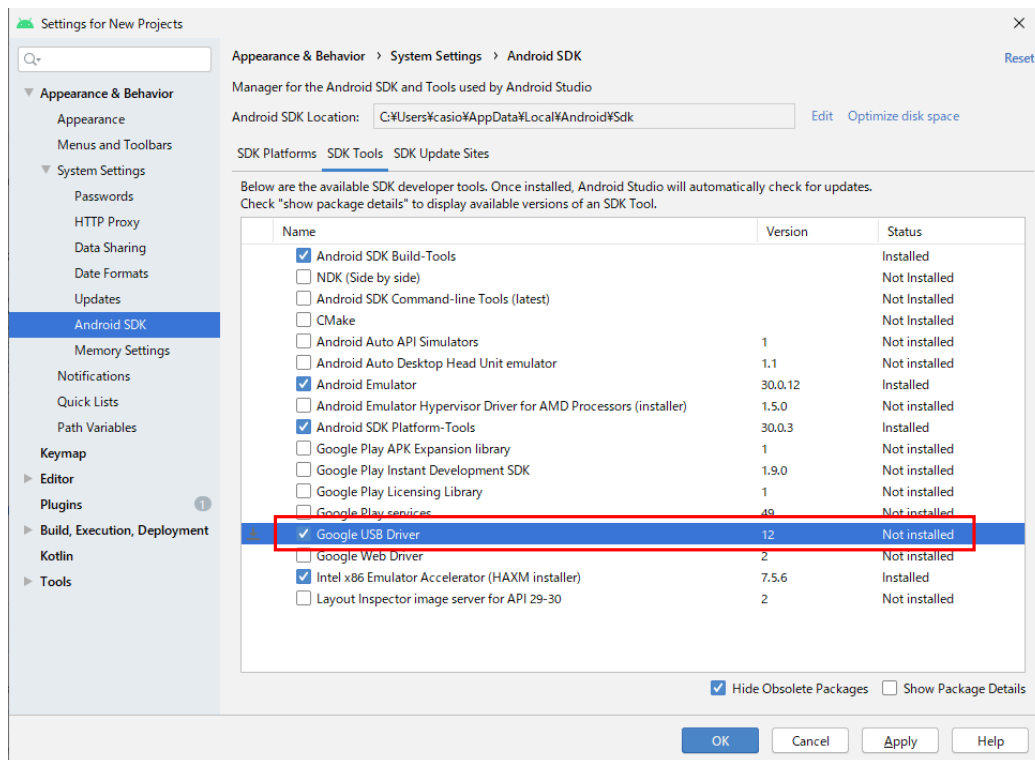 Settings for New Projects
Appearance & Behavior › System Settings › Android SDK
Reset
Appearance & Behavior
Appearance
Menus and Toolbars
System Settings
Passwords
HTTP Proxy
Data Sharing
Date Formats
Updates
Android SDK
Memory Settings
Notifications
Quick Lists
Path Variables
Keymap
Editor
Plugins 1
Build, Execution, Deployment
Kotlin
Tools
Manager for the Android SDK and Tools used by Android Studio
Android SDK Location: C:¥Users¥casio¥AppData¥Local¥Android¥Sdk Edit Optimize disk space
SDK Platforms SDK Tools SDK Update Sites
Below are the available SDK developer tools. Once installed, Android Studio will automatically check for updates.
Check "show package details" to display available versions of an SDK Tool.
Name Version Status
Android SDK Build-Tools Installed
NDK (Side by side) Not Installed
Android SDK Command-line Tools (latest) Not Installed
CMake Not Installed
Android Auto API Simulators 1 Not installed
Android Auto Desktop Head Unit emulator 1.1 Not installed
Android Emulator 30.0.12 Installed
Android Emulator Hypervisor Driver for AMD Processors (installer) 1.5.0 Not installed
Android SDK Platform-Tools 30.0.3 Installed
Google Play APK Expansion library 1 Not installed
Google Play Instant Development SDK 1.9.0 Not installed
Google Play Licensing Library 1 Not installed
Google Play services 49 Not installed
Google USB Driver 12 Not installed
Google Web Driver 2 Not installed
Intel x86 Emulator Accelerator (HAXM installer) 7.5.6 Installed
Layout Inspector image server for API 29-30 2 Not installed
Hide Obsolete Packages Show Package Details
OK Cancel Apply Help